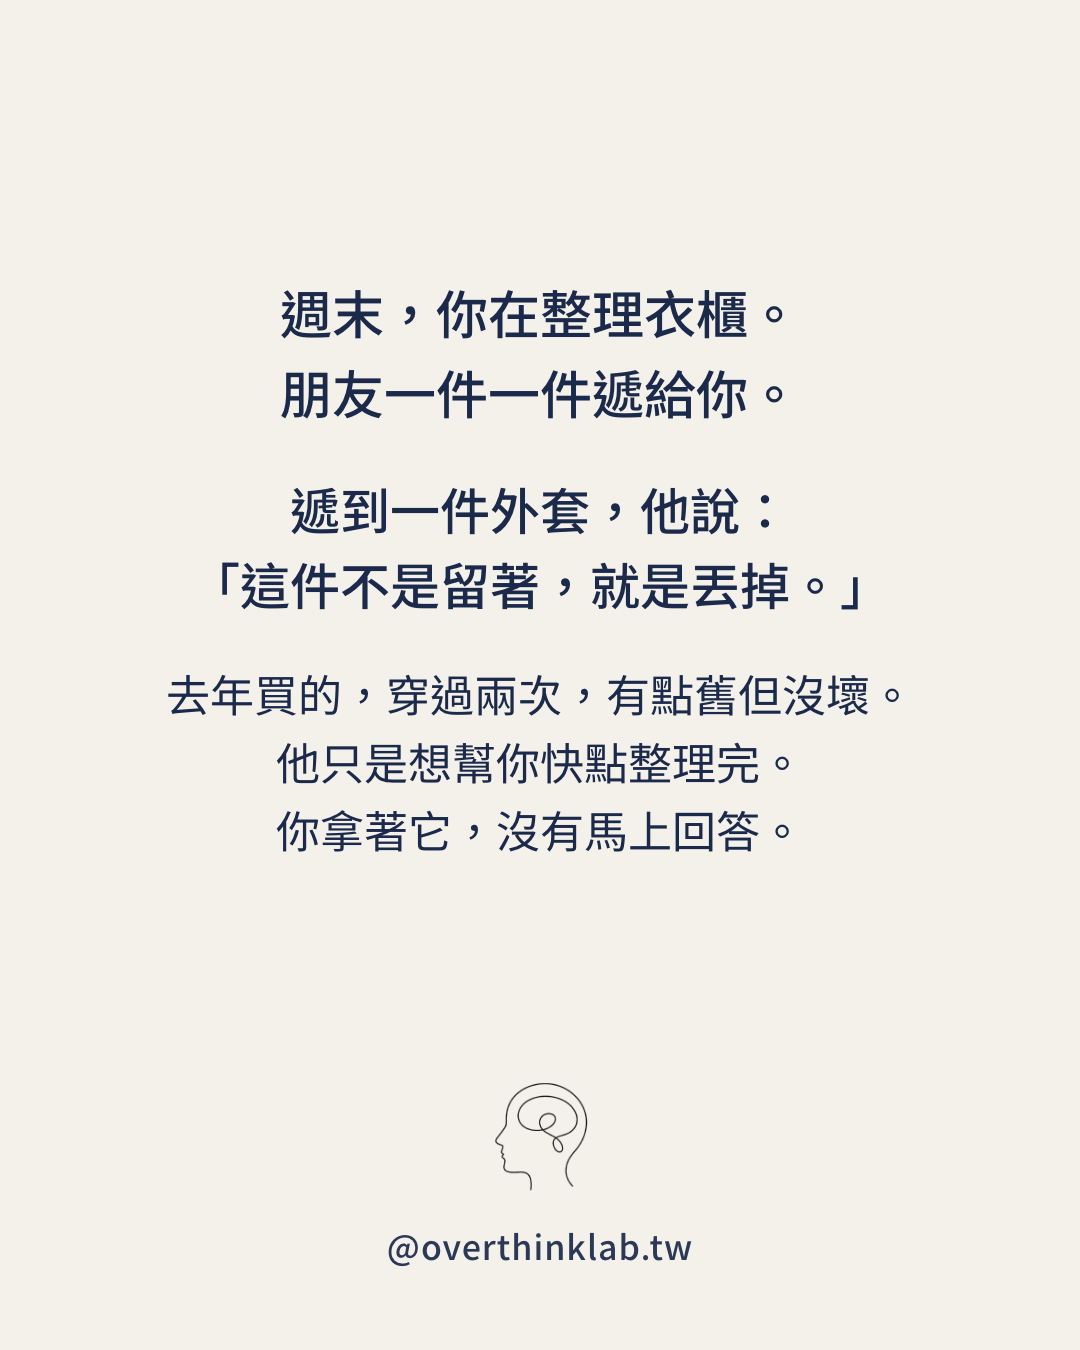 週末，你在整理衣櫃。
朋友一件一件遞給你。
遞到一件外套，他說：
「這件不是留著，就是丟掉。」
去年買的，穿過兩次，有點舊但沒壞。
他只是想幫你快點整理完。
你拿著它，沒有馬上回答。
@overthinklab.tw